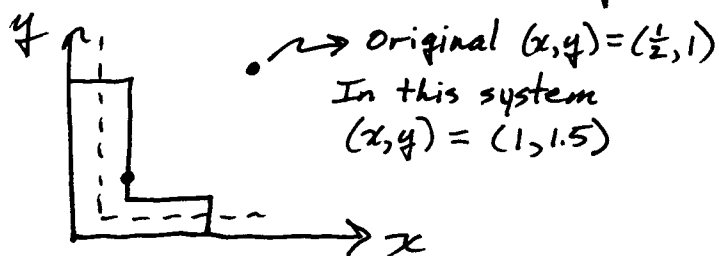 y
Original (x,y)=(½,1)
In this system
(x,y) = (1,1.5)
x